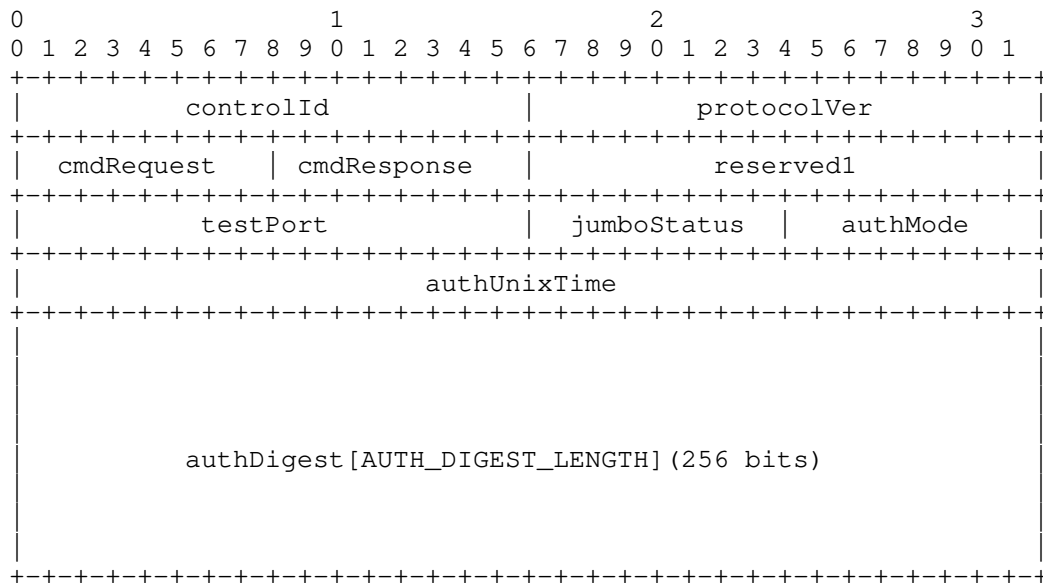 0                   1                   2                   3
0 1 2 3 4 5 6 7 8 9 0 1 2 3 4 5 6 7 8 9 0 1 2 3 4 5 6 7 8 9 0 1
+-+-+-+-+-+-+-+-+-+-+-+-+-+-+-+-+-+-+-+-+-+-+-+-+-+-+-+-+-+-+-+-+
|          controlId            |          protocolVer          |
+-+-+-+-+-+-+-+-+-+-+-+-+-+-+-+-+-+-+-+-+-+-+-+-+-+-+-+-+-+-+-+-+
|  cmdRequest   | cmdResponse   |           reserved1           |
+-+-+-+-+-+-+-+-+-+-+-+-+-+-+-+-+-+-+-+-+-+-+-+-+-+-+-+-+-+-+-+-+
|           testPort            |  jumboStatus  |   authMode    |
+-+-+-+-+-+-+-+-+-+-+-+-+-+-+-+-+-+-+-+-+-+-+-+-+-+-+-+-+-+-+-+-+
|                         authUnixTime                          |
+-+-+-+-+-+-+-+-+-+-+-+-+-+-+-+-+-+-+-+-+-+-+-+-+-+-+-+-+-+-+-+-+
|                                                               |
|                                                               |
|                                                               |
|                                                               |
|          authDigest[AUTH_DIGEST_LENGTH](256 bits)             |
|                                                               |
|                                                               |
|                                                               |
+-+-+-+-+-+-+-+-+-+-+-+-+-+-+-+-+-+-+-+-+-+-+-+-+-+-+-+-+-+-+-+-+